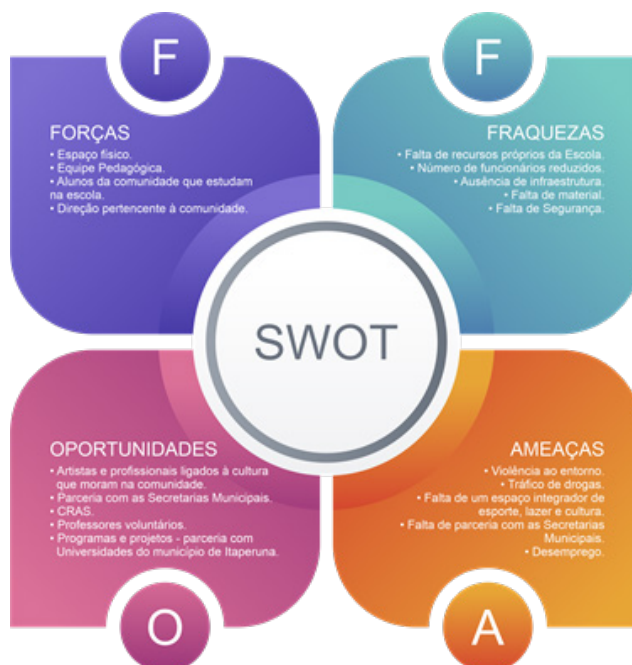 F
FORÇAS
• Espaço físico.
• Equipe Pedagógica.
• Alunos da comunidade que estudam
na escola.
• Direção pertencente à comunidade.
F
FRAQUEZAS
• Falta de recursos próprios da Escola.
• Número de funcionários reduzidos.
• Ausência de infraestrutura.
• Falta de material.
• Falta de Segurança.
SWOT
OPORTUNIDADES
• Artistas e profissionais ligados à cultura
que moram na comunidade.
• Parceria com as Secretarias Municipais.
• CRAS.
• Professores voluntários.
• Programas e projetos - parceria com
Universidades do município de Itaperuna.
O
AMEAÇAS
• Violência ao entorno.
• Tráfico de drogas.
• Falta de um espaço integrador de
esporte, lazer e cultura.
• Falta de parceria com as Secretarias
Municipais.
• Desemprego.
A